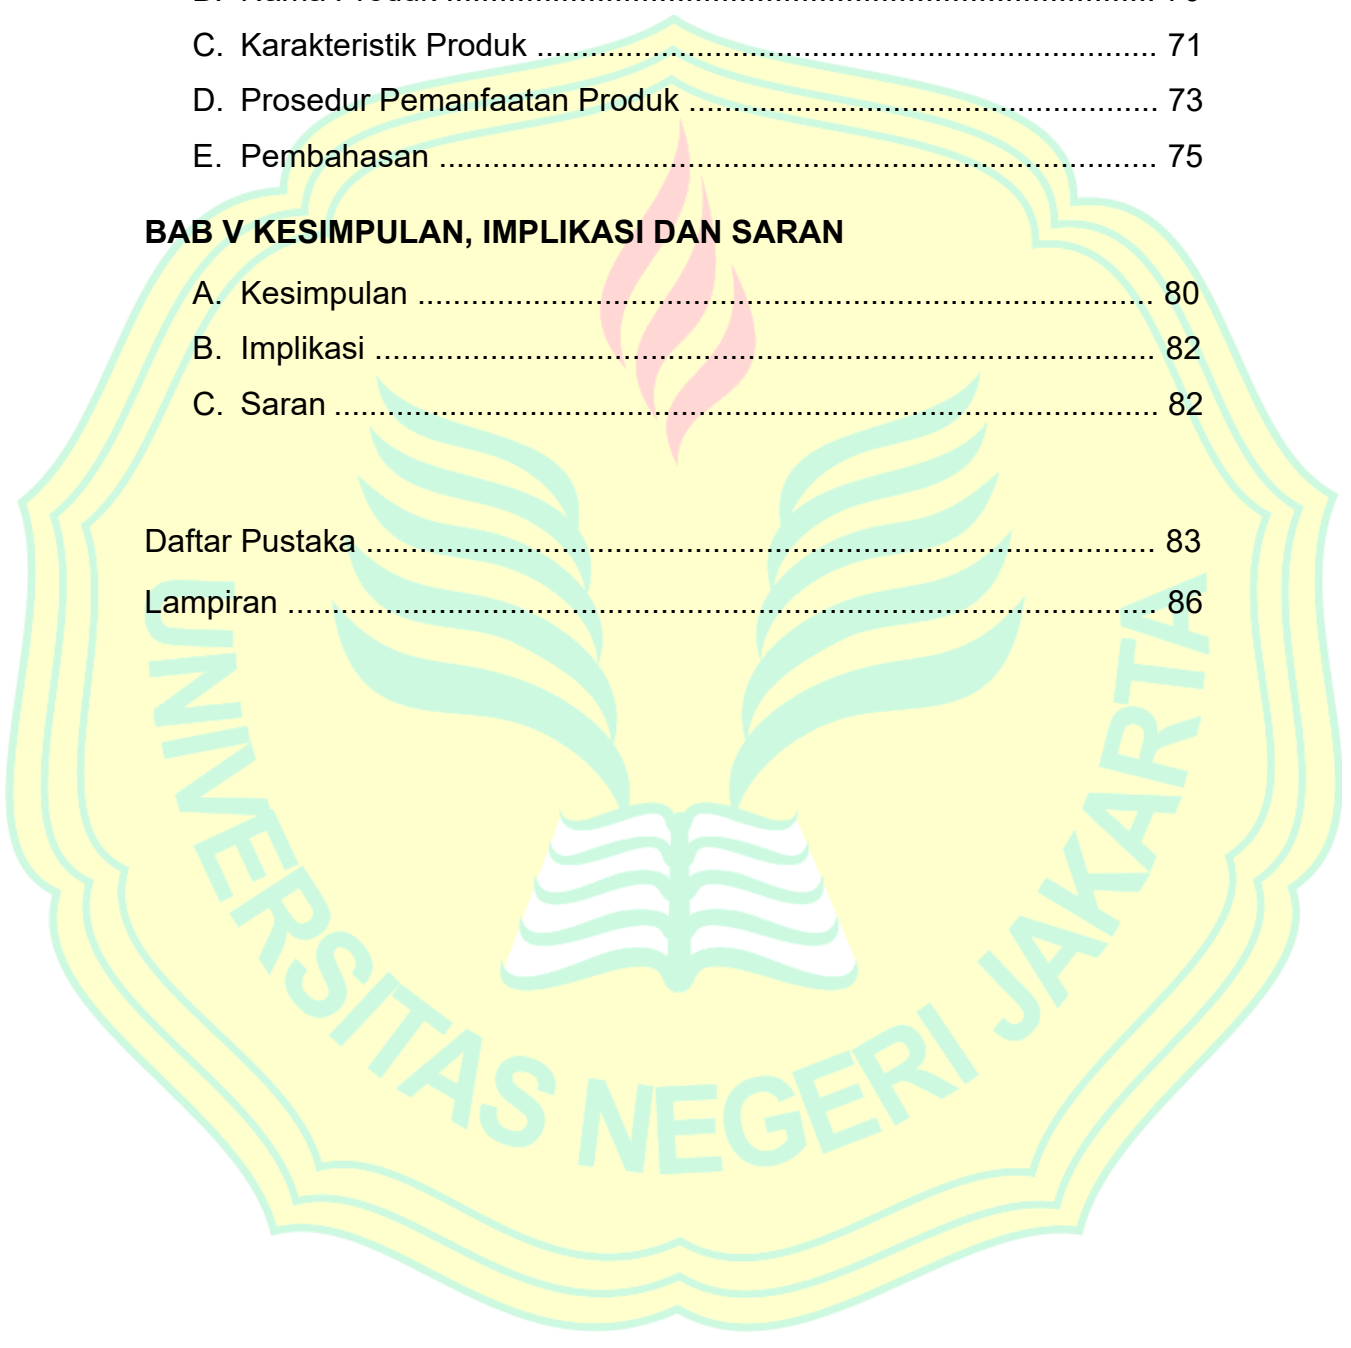 C. Karakteristik Produk .......................................................... 71
D. Prosedur Pemanfaatan Produk ............................................ 73
E. Pembahasan ................................................................... 75
BAB V KESIMPULAN, IMPLIKASI DAN SARAN
A. Kesimpulan ..................................................................... 80
B. Implikasi ......................................................................... 82
C. Saran ............................................................................. 82
Daftar Pustaka ......................................................................... 83
Lampiran ................................................................................. 86
UNIVERSITAS NEGERI JAKARTA